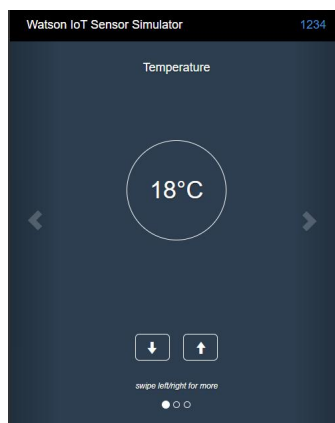 Watson IoT Sensor Simulator 1234
Temperature
18°C
swipe left/right for more